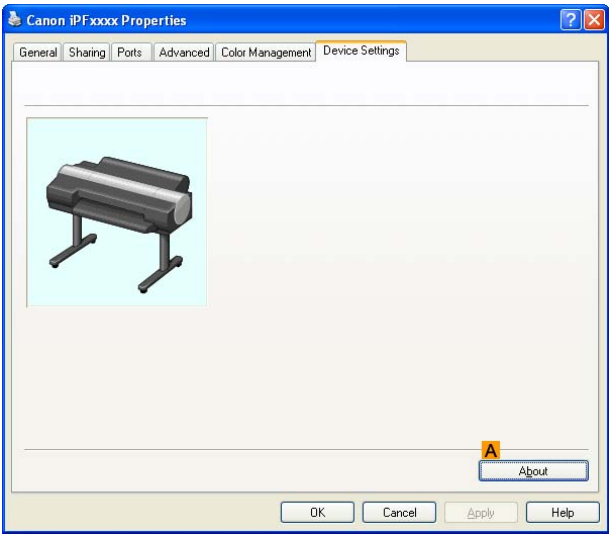 Canon iPFxxxx Properties
General Sharing Ports Advanced Color Management Device Settings
A
About
OK Cancel Apply Help